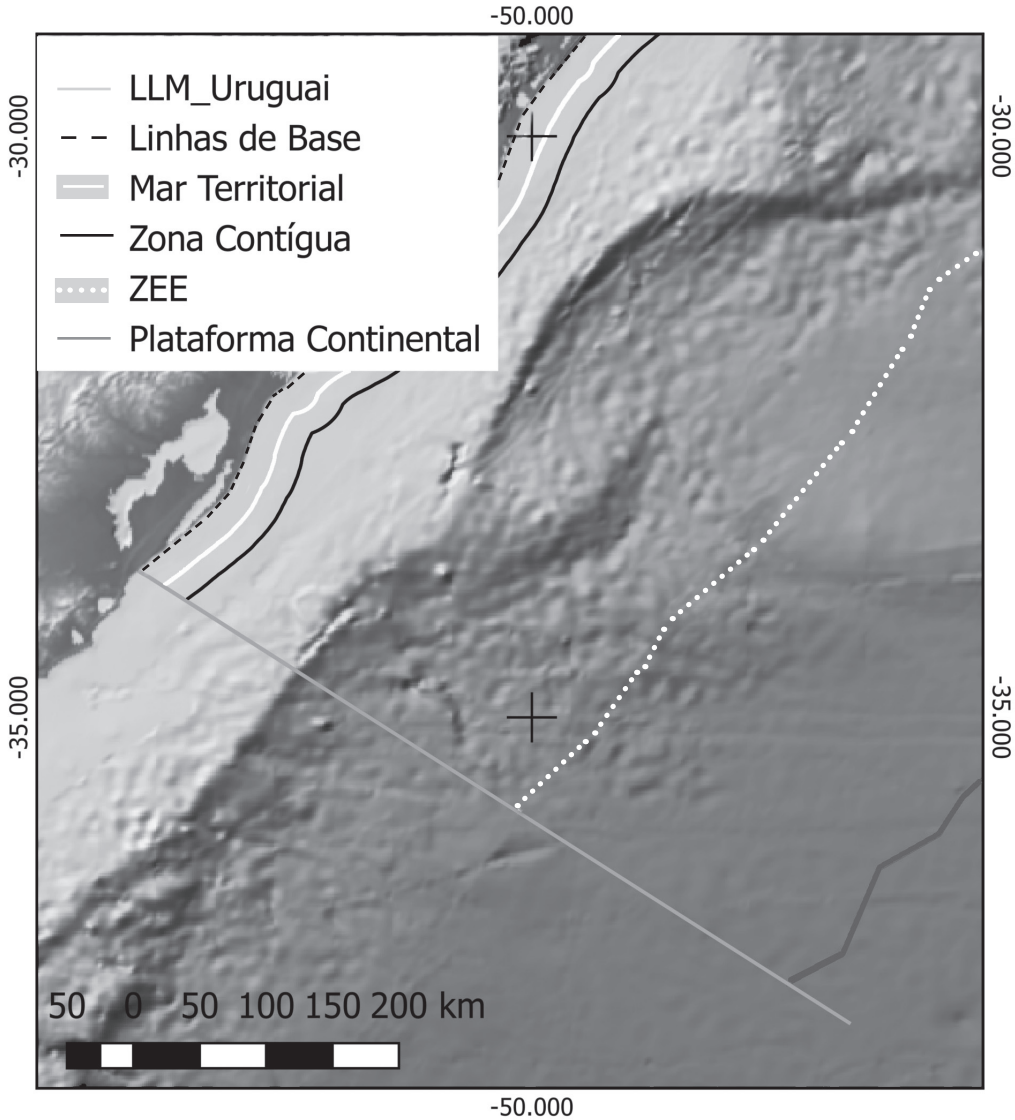 -50.000
-30.000
-30.000
LLM_Uruguai
Linhas de Base
Mar Territorial
Zona Contígua
ZEE
Plataforma Continental
-35.000
-35.000
50 0 50 100 150 200 km
-50.000